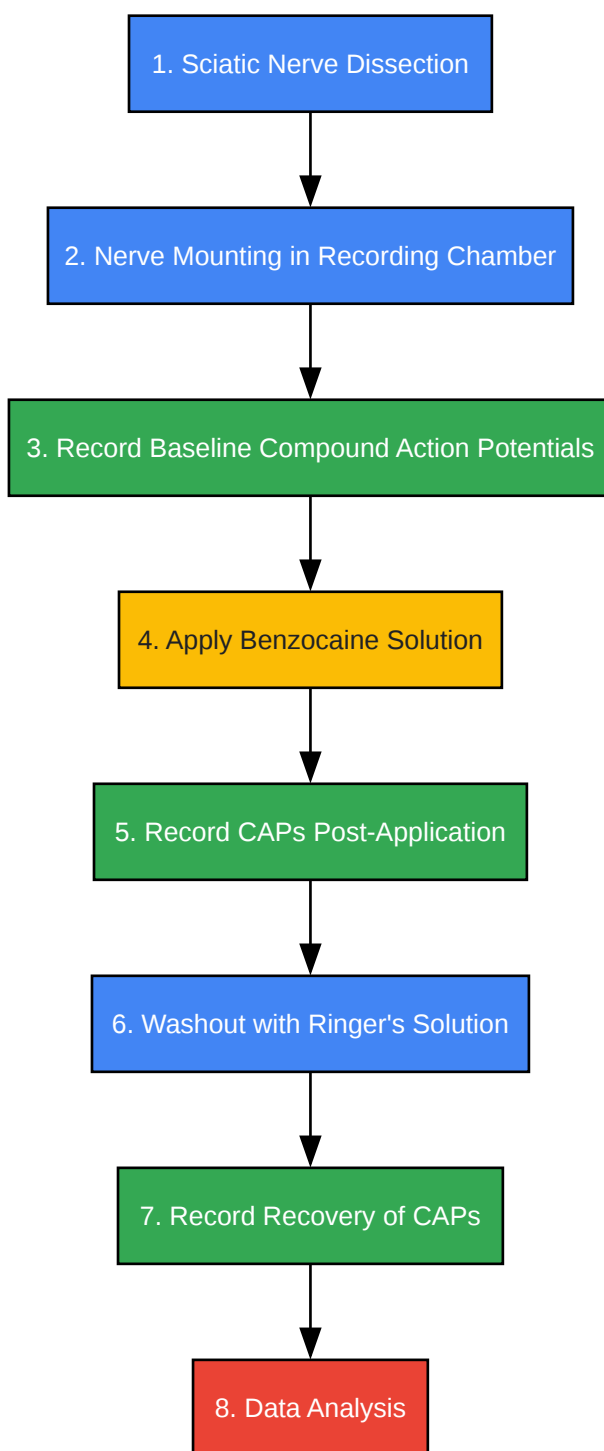 1. Sciatic Nerve Dissection
2. Nerve Mounting in Recording Chamber
3. Record Baseline Compound Action Potentials
4. Apply Benzocaine Solution
5. Record CAPs Post-Application
6. Washout with Ringer's Solution
7. Record Recovery of CAPs
8. Data Analysis